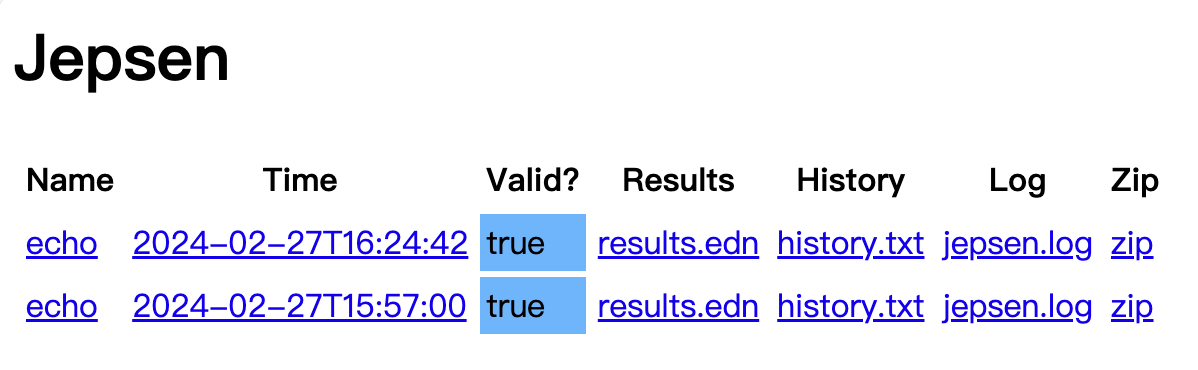 Jepsen
Name Time Valid? Results History Log Zip
echo 2024-02-27T16:24:42 true results.edn history.txt jepsen.log zip
echo 2024-02-27T15:57:00 true results.edn history.txt jepsen.log zip